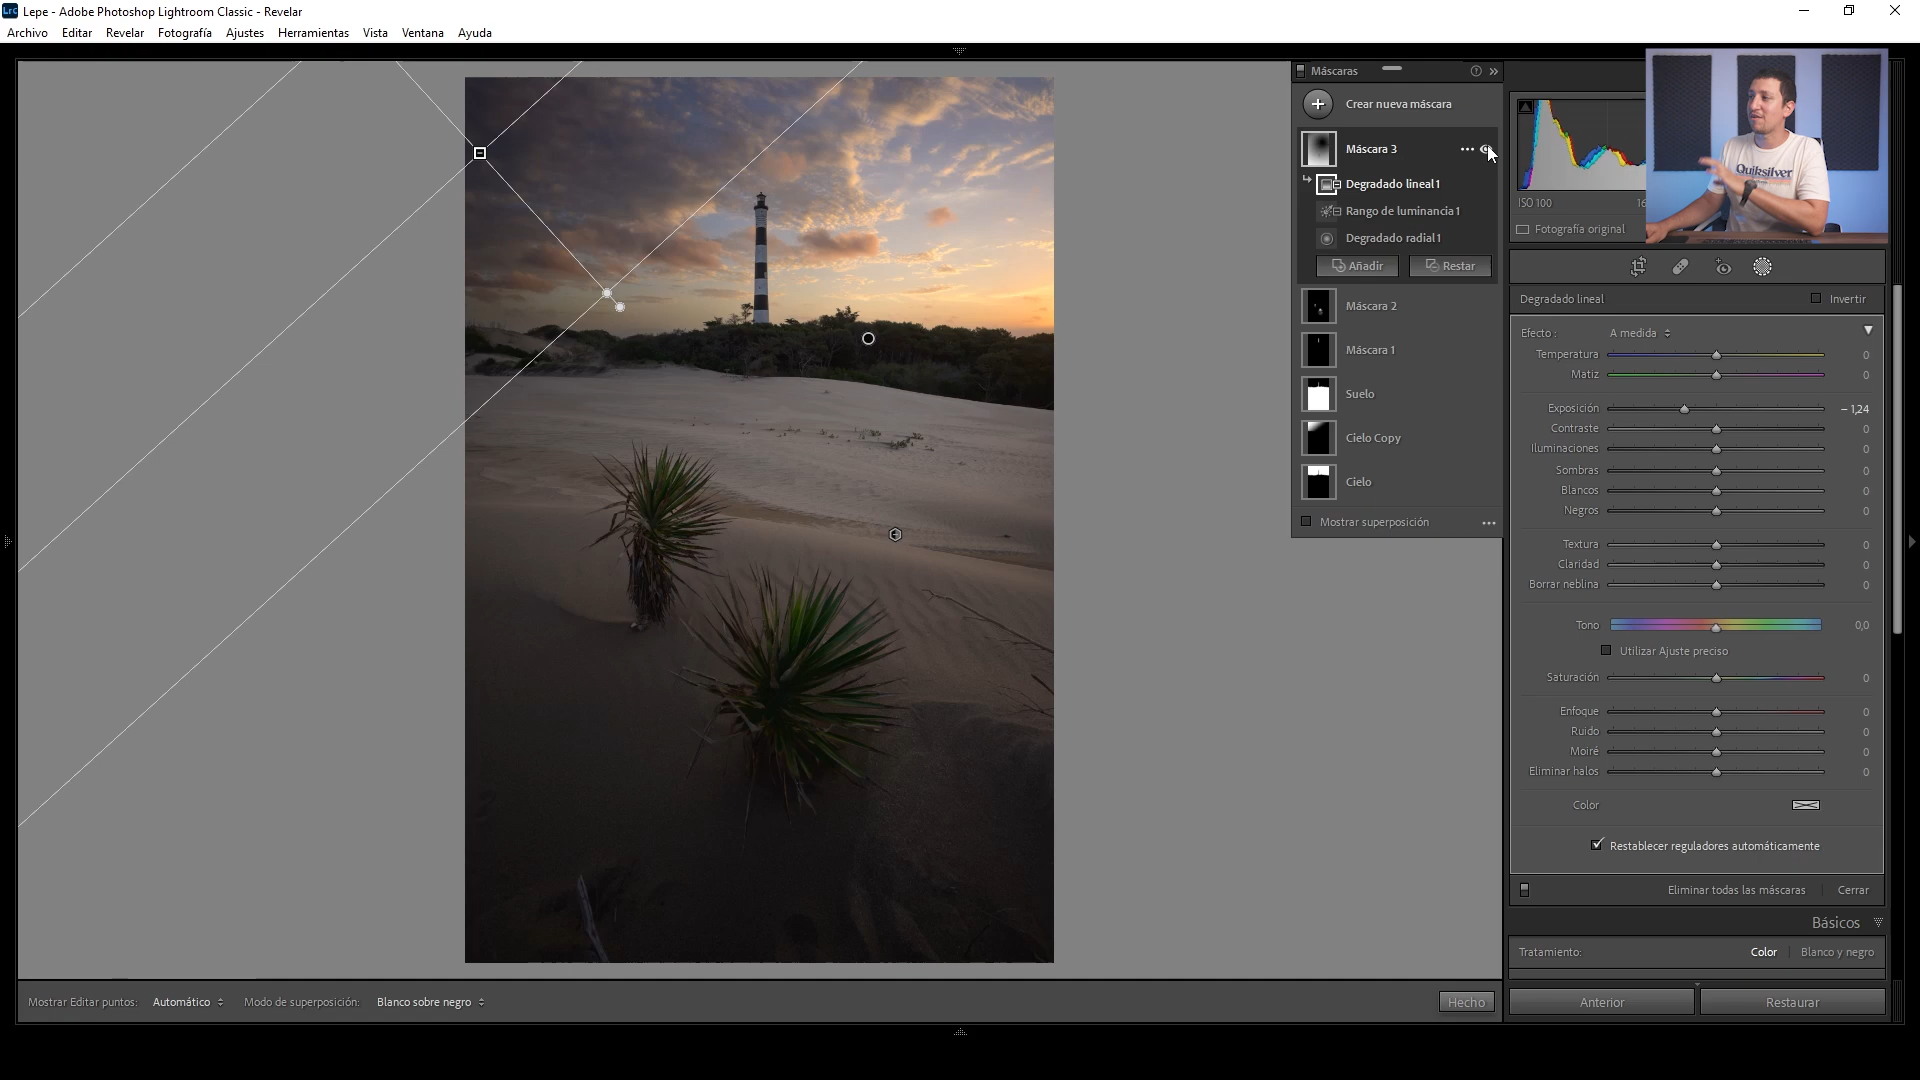 Lrc Lepe - Adobe Photoshop Lightroom Classic - Revelar
Archivo Editar Revelar Fotografía Ajustes Herramientas Vista Ventana Ayuda
Máscaras
Crear nueva máscara
Máscara 3
Degradado lineal 1
Rango de luminancia 1
Degradado radial 1
Añadir Restar
Máscara 2
Máscara 1
Suelo
Cielo Copy
Cielo
Mostrar superposición
ISO 100 16
Fotografía original
Quiksilver
Degradado lineal Invertir
Efecto : A medida
Temperatura 0
Matiz 0
Exposición – 1,24
Contraste 0
Iluminaciones 0
Sombras 0
Blancos 0
Negros 0
Textura 0
Claridad 0
Borrar neblina 0
Tono 0,0
Utilizar Ajuste preciso
Saturación 0
Enfoque 0
Ruido 0
Moiré 0
Eliminar halos 0
Color
Restablecer reguladores automáticamente
Eliminar todas las máscaras Cerrar
Básicos
Tratamiento: Color Blanco y negro
Mostrar Editar puntos: Automático Modo de superposición: Blanco sobre negro Hecho
Anterior Restaurar